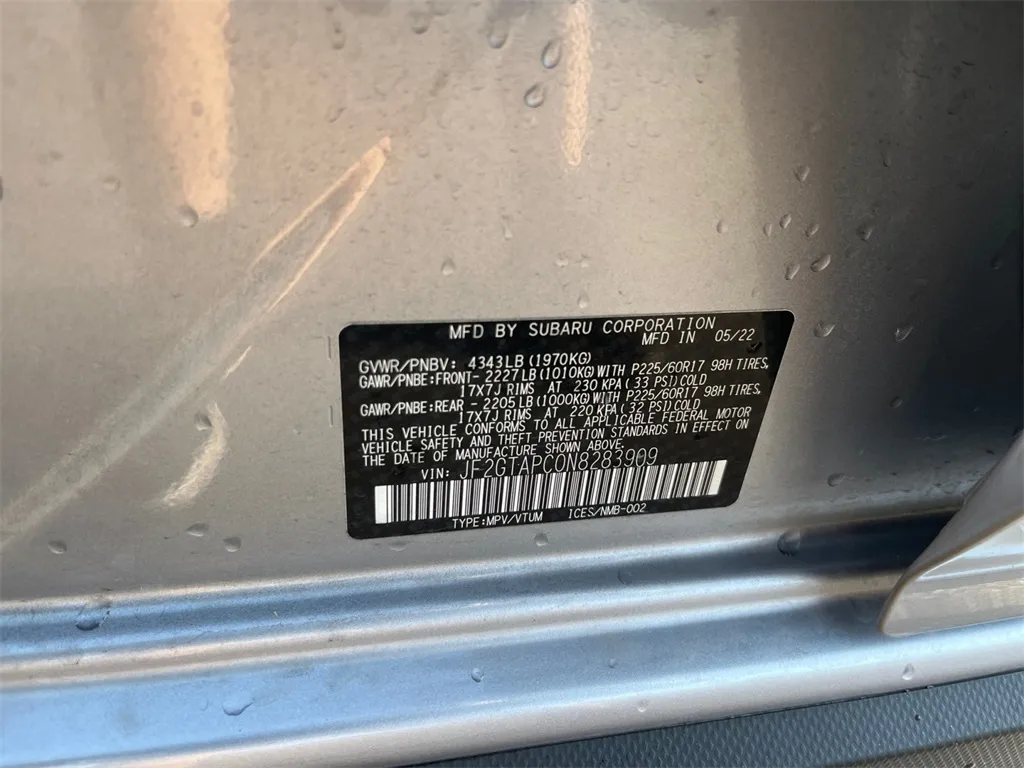 MFD BY SUBARU CORPORATION
MFD IN 05/22
GVWR/PNBV: 4343LB(1970KG)
GAWR/PNBE:FRONT- 2227LB(1010KG)WITH P225/60R17 98H TIRES,
17X7J RIMS AT 230 KPA(33 PSI)COLD
GAWR/PNBE:REAR -2205LB(1000KG)WITH P225/60R17 98H TIRES,
17X7J RIMS AT 220 KPA(32 PSI)COLD
THIS VEHICLE CONFORMS TO ALL APPLICABLE FEDERAL MOTOR
VEHICLE SAFETY AND THEFT PREVENTION STANDARDS IN EFFECT ON
THE DATE OF MANUFACTURE SHOWN ABOVE.
VIN: JF2GTAPC0N8283909
TYPE:MPV/VTUM ICES/NMB-002